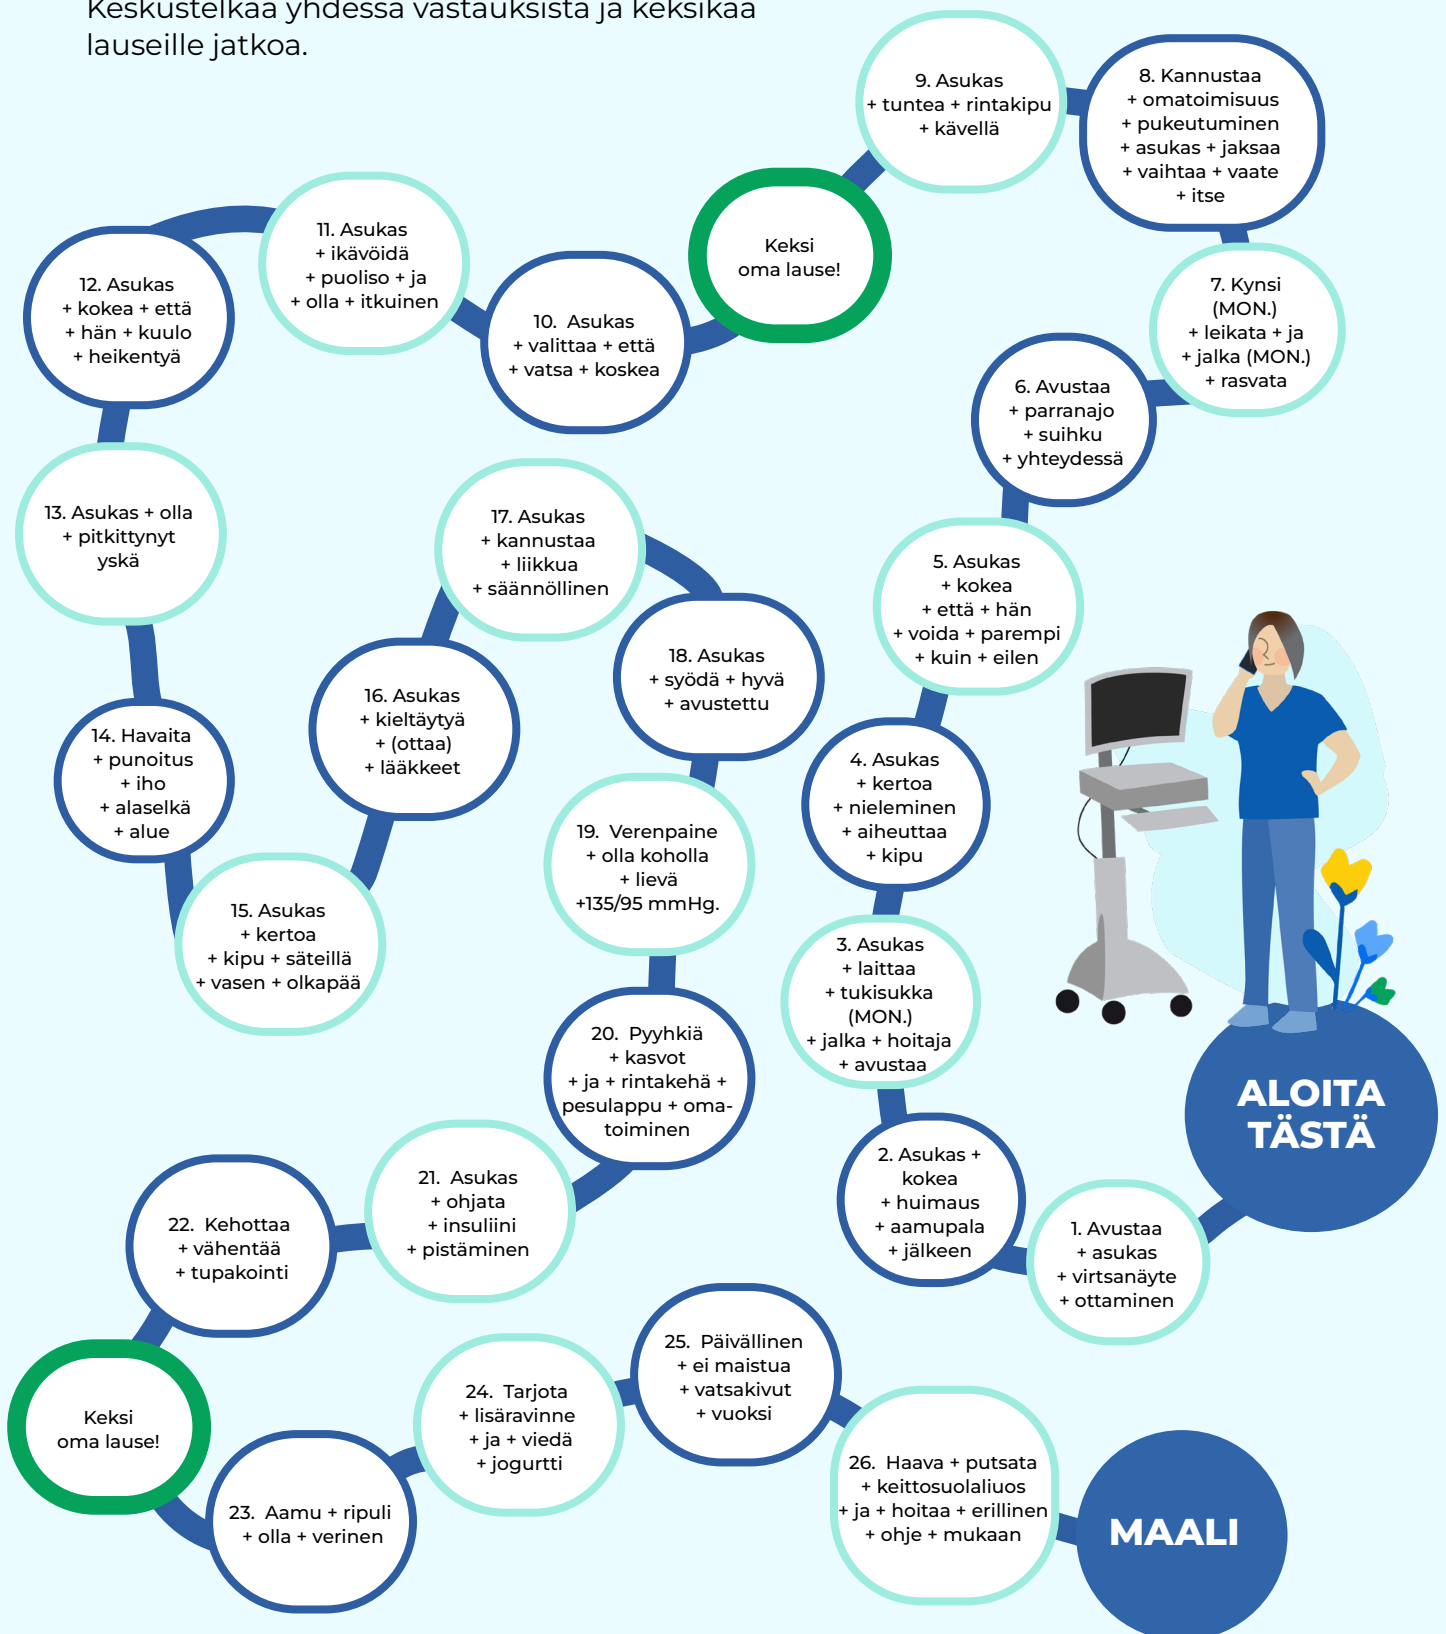 Keskustelkaa yhdessä vastauksista ja keksikää
lauseille jatkoa.
ALOITA
TÄSTÄ
1. Avustaa
+ asukas
+ virtsanäyte
+ ottaminen
2. Asukas +
kokea
+ huimaus
+ aamupala
+ jälkeen
3. Asukas
+ laittaa
+ tukisukka
(MON.)
+ jalka + hoitaja
+ avustaa
4. Asukas
+ kertoa
+ nieleminen
+ aiheuttaa
+ kipu
5. Asukas
+ kokea
+ että + hän
+ voida + parempi
+ kuin + eilen
6. Avustaa
+ parranajo
+ suihku
+ yhteydessä
7. Kynsi
(MON.)
+ leikata + ja
+ jalka (MON.)
+ rasvata
8. Kannustaa
+ omatoimisuus
+ pukeutuminen
+ asukas + jaksaa
+ vaihtaa + vaate
+ itse
9. Asukas
+ tuntea + rintakipu
+ kävellä
Keksi
oma lause!
10. Asukas
+ valittaa + että
+ vatsa + koskea
11. Asukas
+ ikävöidä
+ puoliso + ja
+ olla + itkuinen
12. Asukas
+ kokea + että
+ hän + kuulo
+ heikentyä
13. Asukas + olla
+ pitkittynyt
yskä
14. Havaita
+ punoitus
+ iho
+ alaselkä
+ alue
15. Asukas
+ kertoa
+ kipu + säteillä
+ vasen + olkapää
16. Asukas
+ kieltäytyä
+ (ottaa)
+ lääkkeet
17. Asukas
+ kannustaa
+ liikkua
+ säännöllinen
18. Asukas
+ syödä + hyvä
+ avustettu
19. Verenpaine
+ olla koholla
+ lievä
+135/95 mmHg.
20. Pyyhkiä
+ kasvot
+ ja + rintakehä +
pesulappu + oma-
toiminen
21. Asukas
+ ohjata
+ insuliini
+ pistäminen
22. Kehottaa
+ vähentää
+ tupakointi
Keksi
oma lause!
23. Aamu + ripuli
+ olla + verinen
24. Tarjota
+ lisäravinne
+ ja + viedä
+ jogurtti
25. Päivällinen
+ ei maistua
+ vatsakivut
+ vuoksi
26. Haava + putsata
+ keittosuolaliuos
+ ja + hoitaa + erillinen
+ ohje + mukaan
MAALI